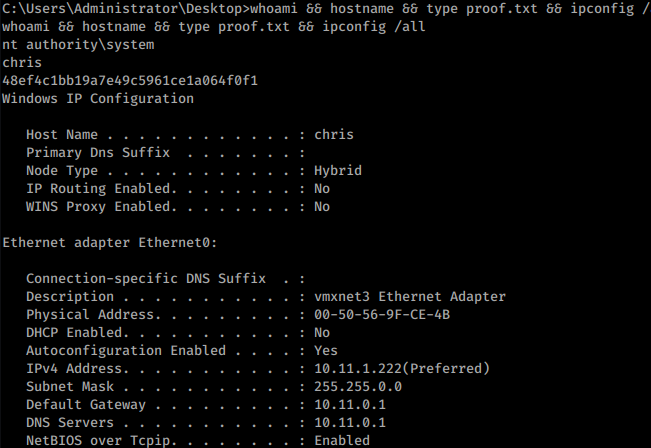 C:\Users\Administrator\Desktop>whoami && hostname && type proof.txt && ipconfig /
whoami && hostname && type proof.txt && ipconfig /all
nt authority\system
chris
48ef4c1bb19a7e49c5961ce1a064f0f1
Windows IP Configuration
Host Name . . . . . . . . . . . . : chris
Primary Dns Suffix  . . . . . . . :
Node Type . . . . . . . . . . . . : Hybrid
IP Routing Enabled. . . . . . . . : No
WINS Proxy Enabled. . . . . . . . : No
Ethernet adapter Ethernet0:
Connection-specific DNS Suffix  . :
Description . . . . . . . . . . . : vmxnet3 Ethernet Adapter
Physical Address. . . . . . . . . : 00-50-56-9F-CE-4B
DHCP Enabled. . . . . . . . . . . : No
Autoconfiguration Enabled . . . . : Yes
IPv4 Address. . . . . . . . . . . : 10.11.1.222(Preferred)
Subnet Mask . . . . . . . . . . . : 255.255.0.0
Default Gateway . . . . . . . . . : 10.11.0.1
DNS Servers . . . . . . . . . . . : 10.11.0.1
NetBIOS over Tcpip. . . . . . . . : Enabled